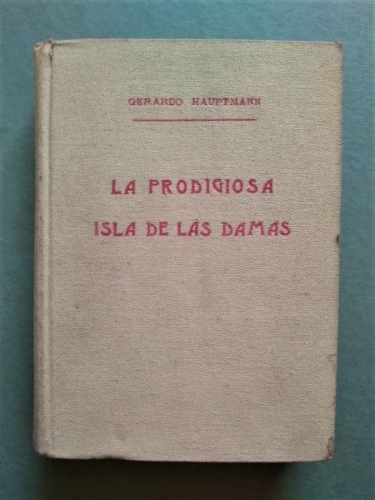 GERARDO HAUPTMANN
LA PRODIGIOSA
ISLA DE LAS DAMAS